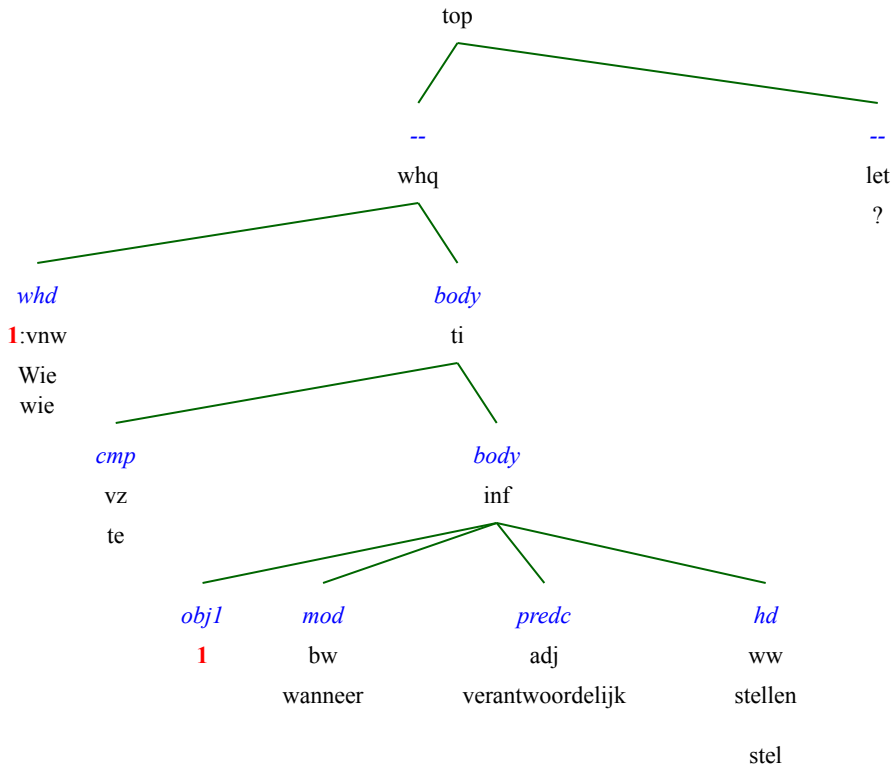 top
-- --
whq let
?
whd body
1:vnw ti
Wie
wie
cmp body
vz inf
te
obj1 mod predc hd
1 bw adj ww
wanneer verantwoordelijk stellen
stel